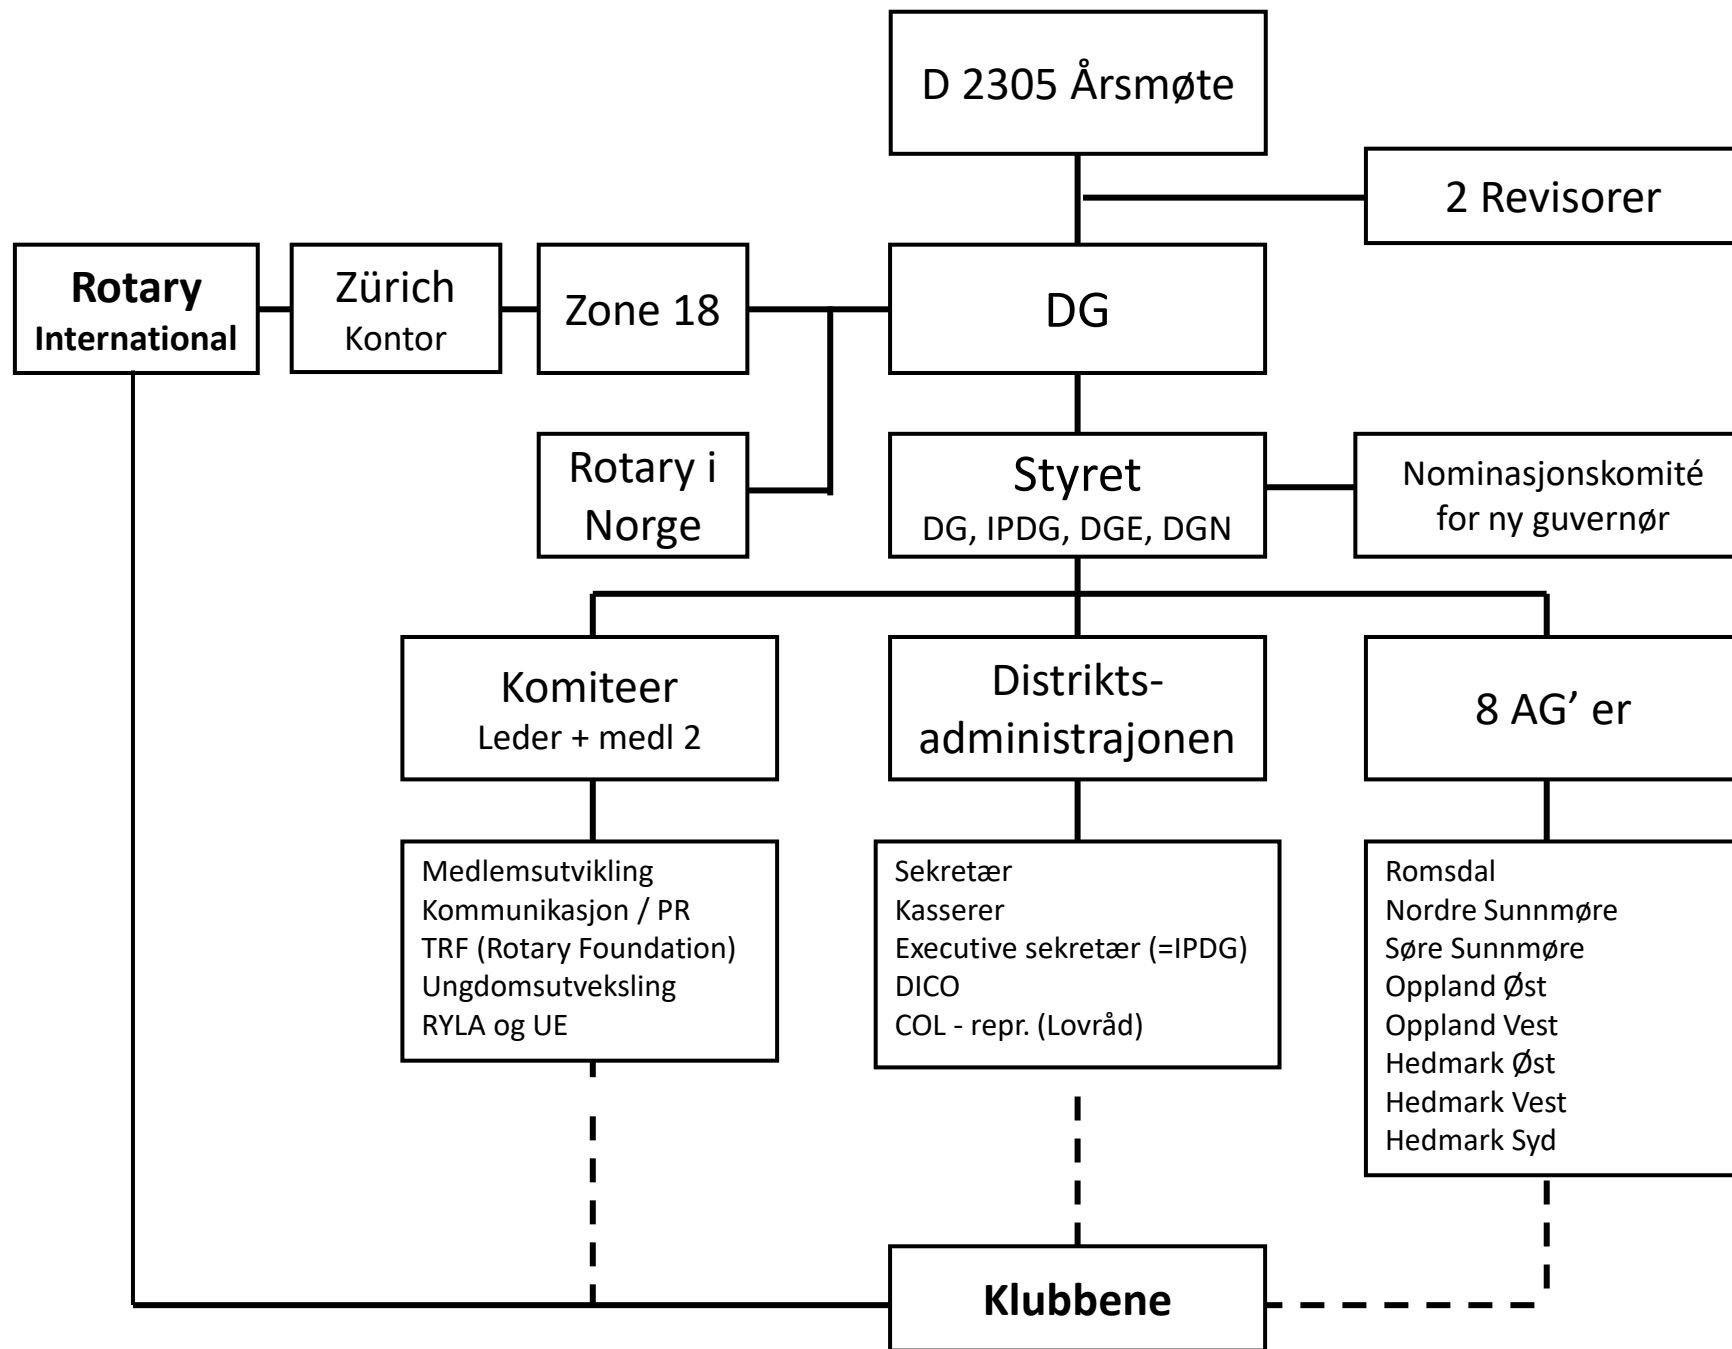 D 2305 Årsmøte
2 Revisorer
Rotary
International
Zürich
Kontor
Zone 18
DG
Rotary i
Norge
Styret
DG, IPDG, DGE, DGN
Nominasjonskomité
for ny guvernør
Komiteer
Leder + medl 2
Distrikts-
administrajonen
8 AG’ er
Medlemsutvikling
Kommunikasjon / PR
TRF (Rotary Foundation)
Ungdomsutveksling
RYLA og UE
Sekretær
Kasserer
Executive sekretær (=IPDG)
DICO
COL - repr. (Lovråd)
Romsdal
Nordre Sunnmøre
Søre Sunnmøre
Oppland Øst
Oppland Vest
Hedmark Øst
Hedmark Vest
Hedmark Syd
Klubbene